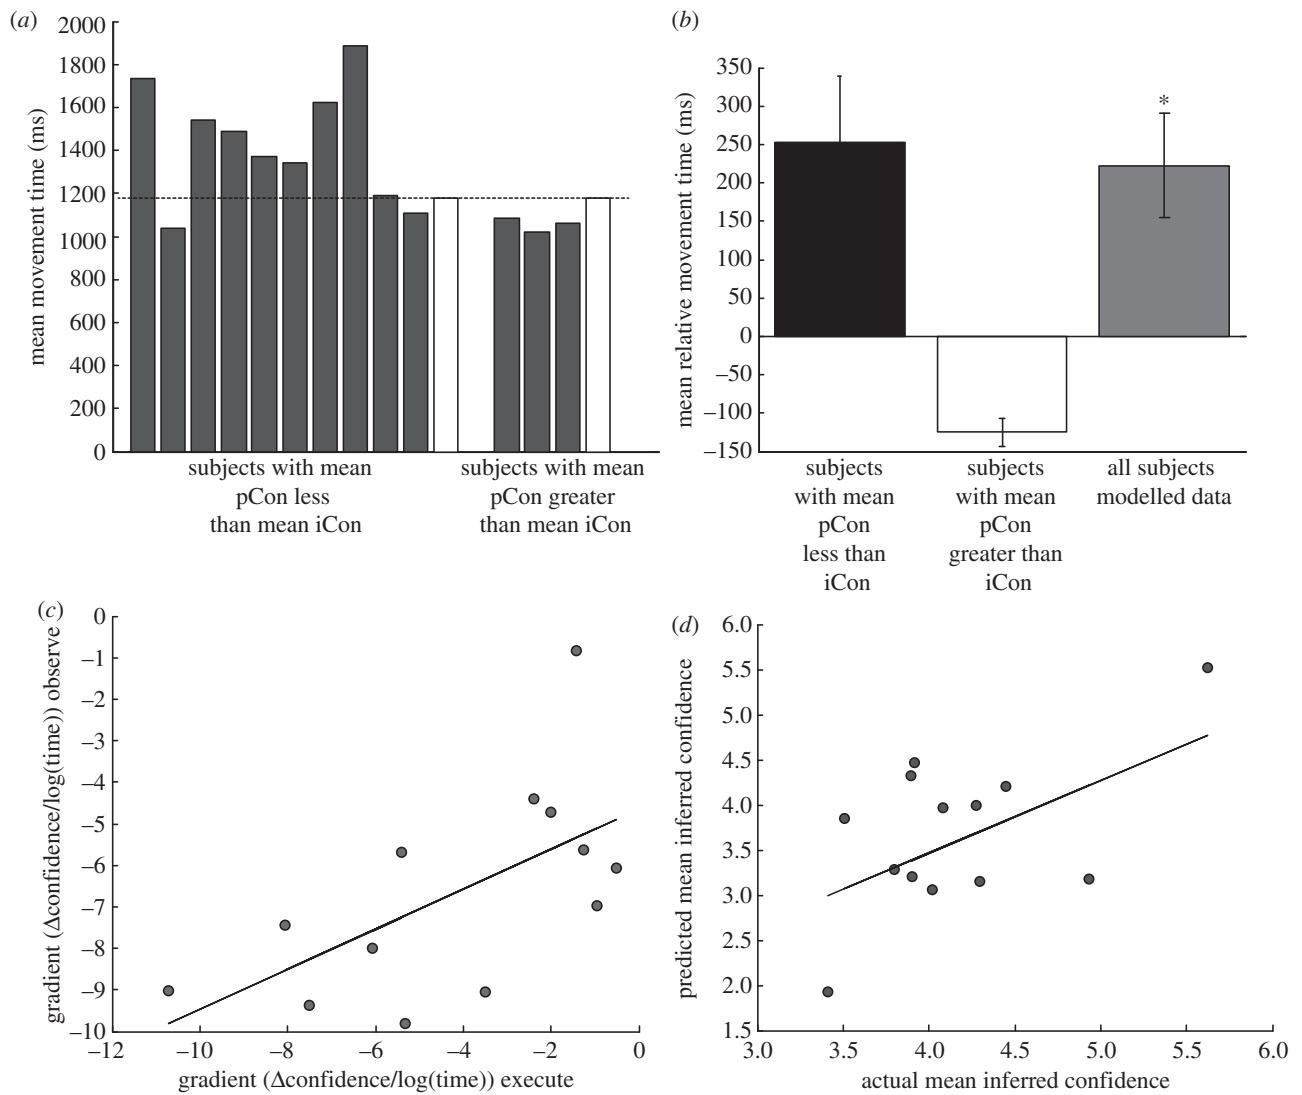 (a)
mean movement time (ms)
2000
1800
1600
1400
1200
1000
800
1000
600
400
200
0
subjects with mean
pCon less
than mean iCon
subjects with mean
pCon greater
than mean iCon
(b)
mean relative movement time (ms)
350
300
250
200
150
100
50
0
–50
–100
–150
*
subjects
with mean
pCon
less than
iCon
subjects
with mean
pCon
greater than
iCon
all subjects
modelled data
(c)
gradient (Δconfidence/log(time)) observe
0
–1
–2
–3
–4
–5
–6
–7
–8
–9
–10
–12
–10
–8
–6
–4
–2
0
gradient (Δconfidence/log(time)) execute
(d)
predicted mean inferred confidence
6.0
5.5
5.0
4.5
4.0
3.5
3.0
2.5
2.0
1.5
3.0
3.5
4.0
4.5
5.0
5.5
6.0
actual mean inferred confidence